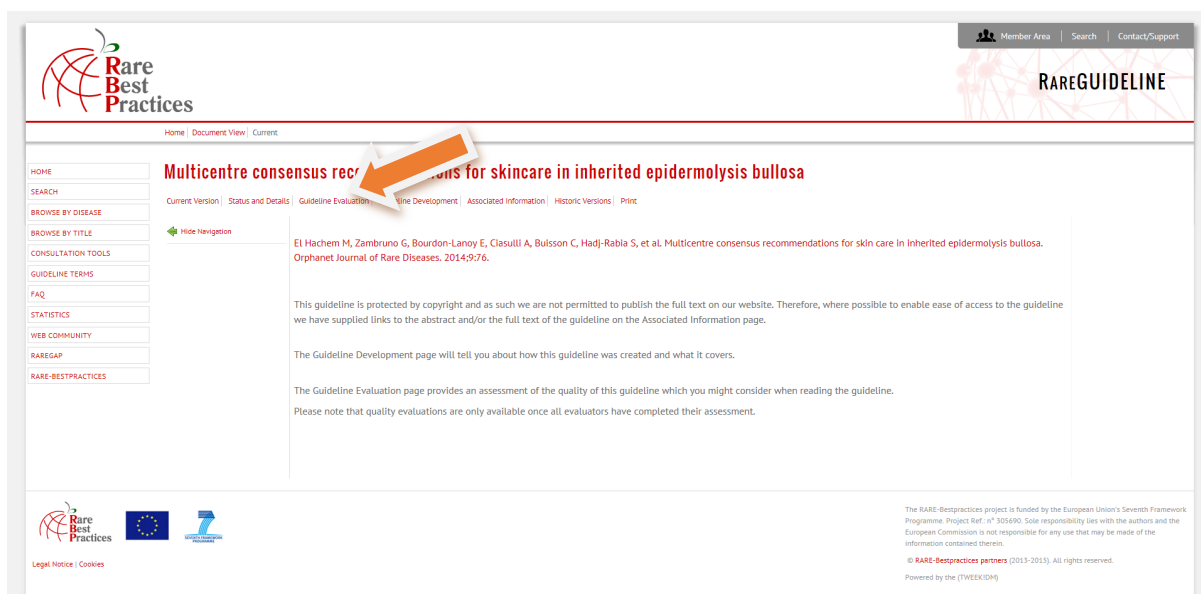 Rare
Best
Practices
Member Area | Search | Contact/Support
RAREGUIDELINE
Home | Document View | Current
HOME
SEARCH
BROWSE BY DISEASE
BROWSE BY TITLE
CONSULTATION TOOLS
GUIDELINE TERMS
FAQ
STATISTICS
WEB COMMUNITY
RAREGAP
RARE-BESTPRACTICES
Multicentre consensus for skincare in inherited epidermolysis bullosa
Current Version | Status and Details | Guideline Evaluation Development | Associated Information | Historic Versions | Print
Hide Navigation
El Hachem M, Zambruno G, Bourdon-Lanoy E, Ciasulli A, Buisson C, Hadj-Rabia S, et al. Multicentre consensus recommendations for skin care in inherited epidermolysis bullosa.
Orphanet Journal of Rare Diseases. 2014;9:76.
This guideline is protected by copyright and as such we are not permitted to publish the full text on our website. Therefore, where possible to enable ease of access to the guideline
we have supplied links to the abstract and/or the full text of the guideline on the Associated Information page.
The Guideline Development page will tell you about how this guideline was created and what it covers.
The Guideline Evaluation page provides an assessment of the quality of this guideline which you might consider when reading the guideline.
Please note that quality evaluations are only available once all evaluators have completed their assessment.
Rare
Best
Practices
SEVENTH FRAMEWORK
PROGRAMME
Legal Notice | Cookies
The RARE-Bestpractices project is funded by the European Union's Seventh Framework
Programme. Project Ref.: n° 305690. Sole responsibility lies with the authors and the
European Commission is not responsible for any use that may be made of the
information contained therein.
© RARE-Bestpractices partners (2013-2015). All rights reserved.
Powered by the (TWEEK!DM)